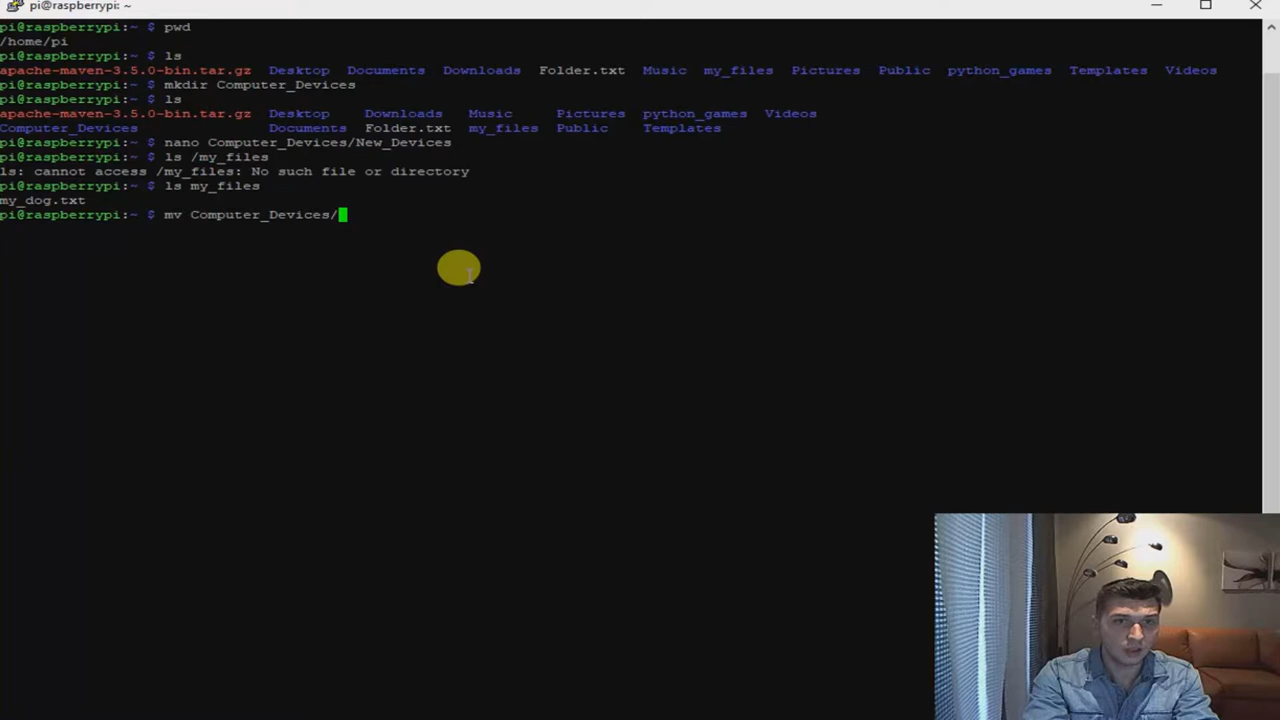 pi@raspberrypi: ~
pi@raspberrypi:~ $ pwd
/home/pi
pi@raspberrypi:~ $ ls
apache-maven-3.5.0-bin.tar.gz Desktop Documents Downloads Folder.txt Music my_files Pictures Public python_games Templates Videos
pi@raspberrypi:~ $ mkdir Computer_Devices
pi@raspberrypi:~ $ ls
apache-maven-3.5.0-bin.tar.gz Desktop Downloads Music Pictures python_games Videos
Computer_Devices Documents Folder.txt my_files Public Templates
pi@raspberrypi:~ $ nano Computer_Devices/New_Devices
pi@raspberrypi:~ $ ls /my_files
ls: cannot access /my_files: No such file or directory
pi@raspberrypi:~ $ ls my_files
my_dog.txt
pi@raspberrypi:~ $ mv Computer_Devices/